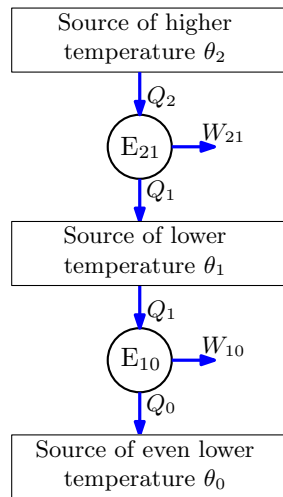 Source of higher
temperature θ₂
Q₂
E₂₁
W₂₁
Q₁
Source of lower
temperature θ₁
Q₁
E₁₀
W₁₀
Q₀
Source of even lower
temperature θ₀